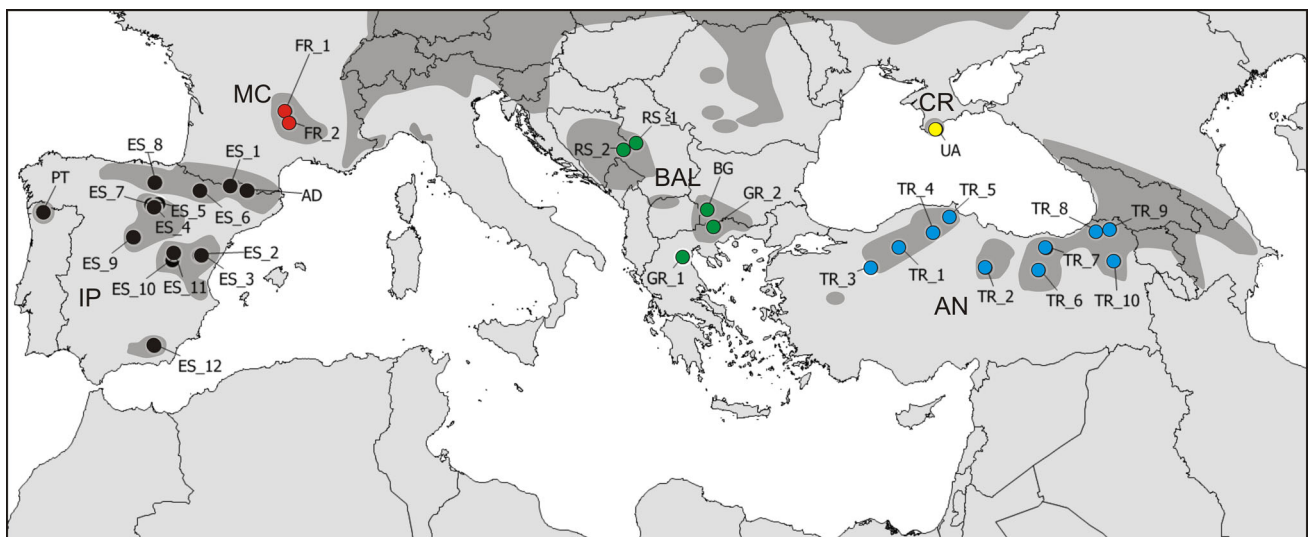 FR_1
MC
FR_2
CR
UA
RS_1
RS_2
ES_8
ES_1
PT
ES_7
ES_5
ES_6
AD
ES_4
BAL
BG
GR_2
TR_4
TR_5
TR_8
TR_9
ES_9
ES_2
ES_3
ES_10
ES_11
IP
GR_1
TR_3
TR_1
TR_2
TR_7
TR_6
TR_10
AN
ES_12